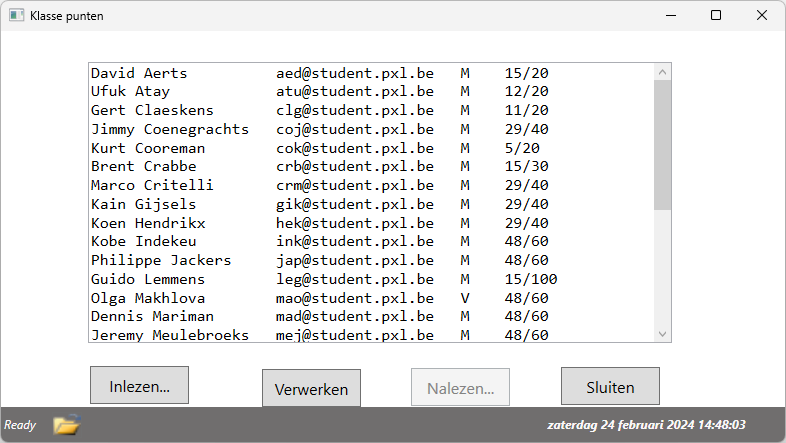 Klasse punten
David Aerts aed@student.pxl.be M 15/20
Ufuk Atay atu@student.pxl.be M 12/20
Gert Claeskens clg@student.pxl.be M 11/20
Jimmy Coenegrachts coj@student.pxl.be M 29/40
Kurt Cooreman cok@student.pxl.be M 5/20
Brent Crabbe crb@student.pxl.be M 15/30
Marco Critelli crm@student.pxl.be M 29/40
Kain Gijsels gik@student.pxl.be M 29/40
Koen Hendrikx hek@student.pxl.be M 29/40
Kobe Indekeu ink@student.pxl.be M 48/60
Philippe Jackers jap@student.pxl.be M 48/60
Guido Lemmens leg@student.pxl.be M 15/100
Olga Makhlova mao@student.pxl.be V 48/60
Dennis Mariman mad@student.pxl.be M 48/60
Jeremy Meulebroeks mej@student.pxl.be M 48/60
Inlezen... Verwerken Nalezen... Sluiten
Ready zaterdag 24 februari 2024 14:48:03